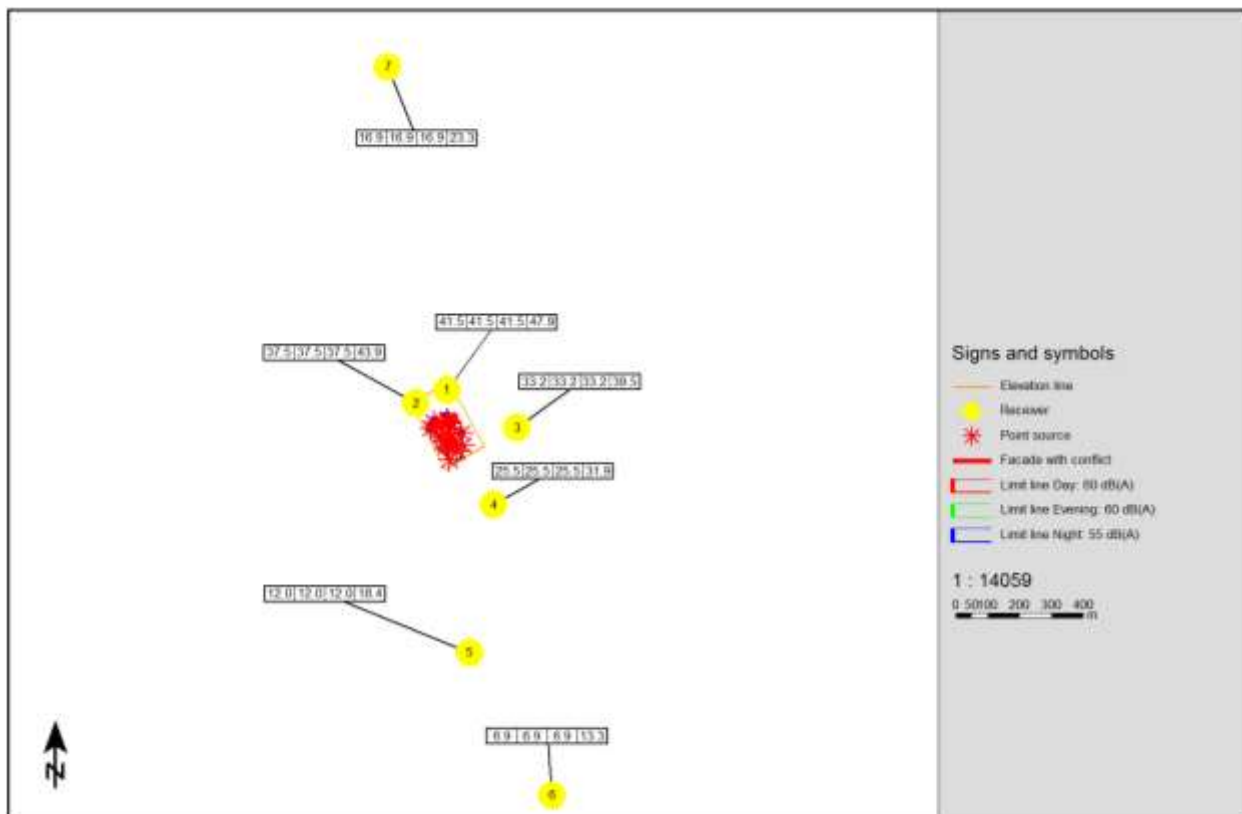 7
16.9 16.9 16.9 23.3
41.5 41.5 41.5 47.9
37.5 37.5 37.5 43.9
33.2 33.2 33.2 39.5
1
2
3
25.5 25.5 25.5 31.9
4
12.0 12.0 12.0 18.4
5
6.9 6.9 6.9 13.3
6
N
Signs and symbols
Elevation line
Receiver
Point source
Facade with conflict
Limit line Day: 60 dB(A)
Limit line Evening: 60 dB(A)
Limit line Night: 55 dB(A)
1 : 14059
0 50100 200 300 400
m